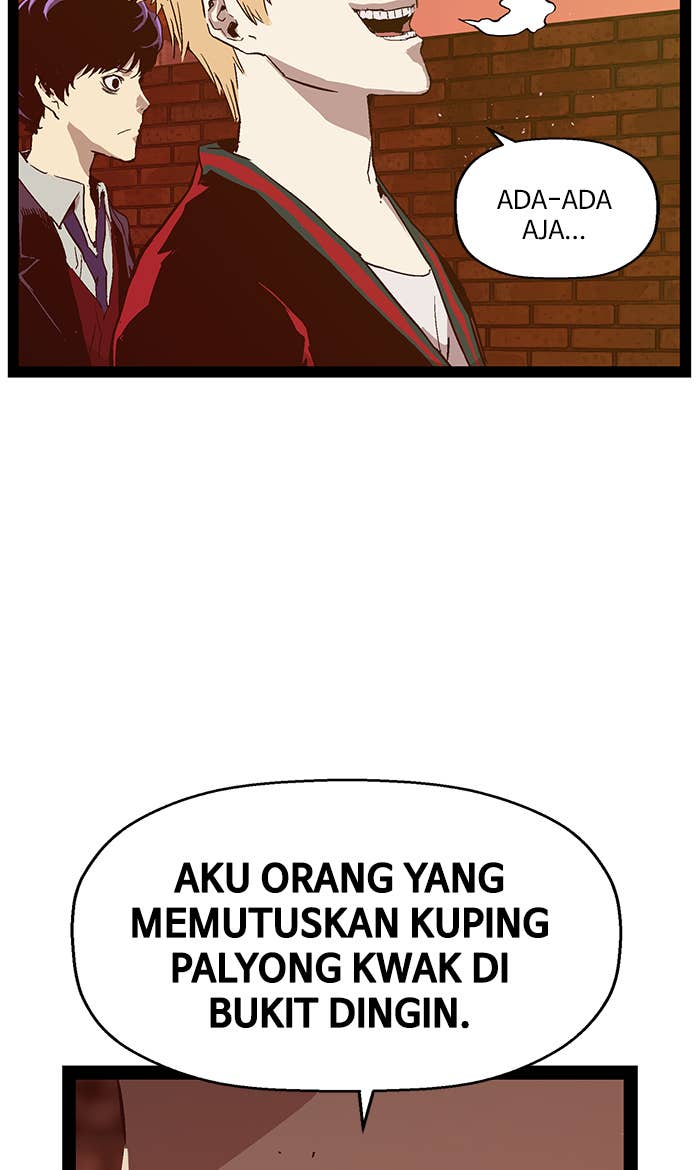 ADA-ADA
AJA...
AKU ORANG YANG
MEMUTUSKAN KUPING
PALYONG KWAK DI
BUKIT DINGIN.